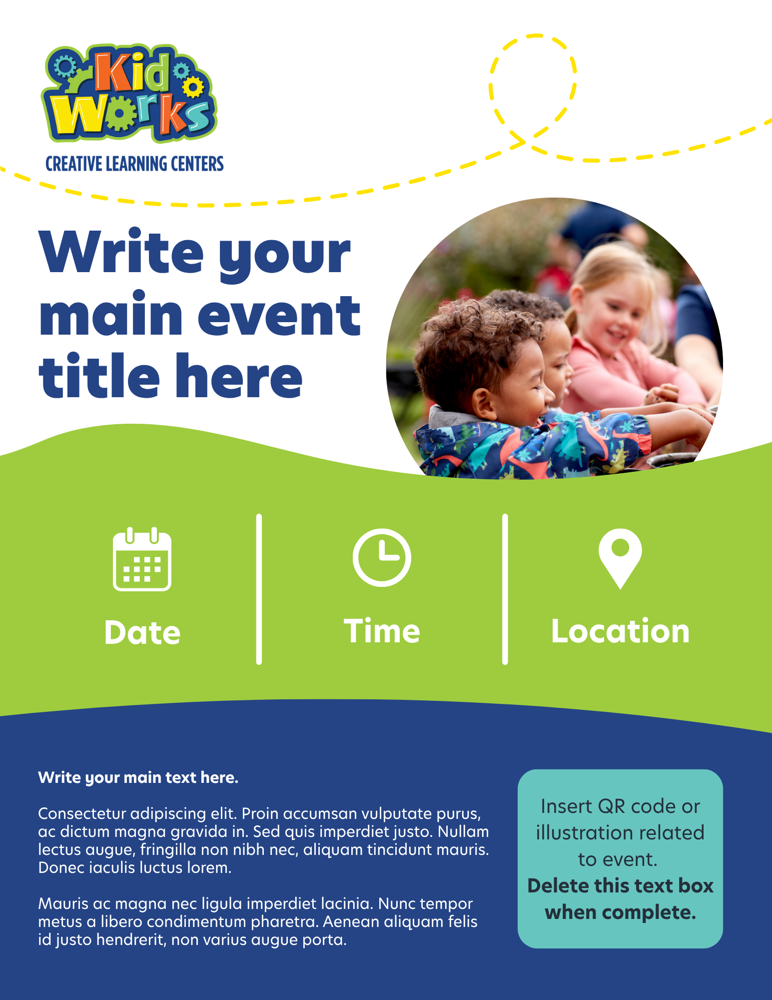 Kid
Works
CREATIVE LEARNING CENTERS
Write your
main event
title here
Date
Time
Location
Write your main text here.
Consectetur adipiscing elit. Proin accumsan vulputate purus,
ac dictum magna gravida in. Sed quis imperdiet justo. Nullam
lectus augue, fringilla non nibh nec, aliquam tincidunt mauris.
Donec iaculis luctus lorem.
Mauris ac magna nec ligula imperdiet lacinia. Nunc tempor
metus a libero condimentum pharetra. Aenean aliquam felis
id justo hendrerit, non varius augue porta.
Insert QR code or
illustration related
to event.
Delete this text box
when complete.